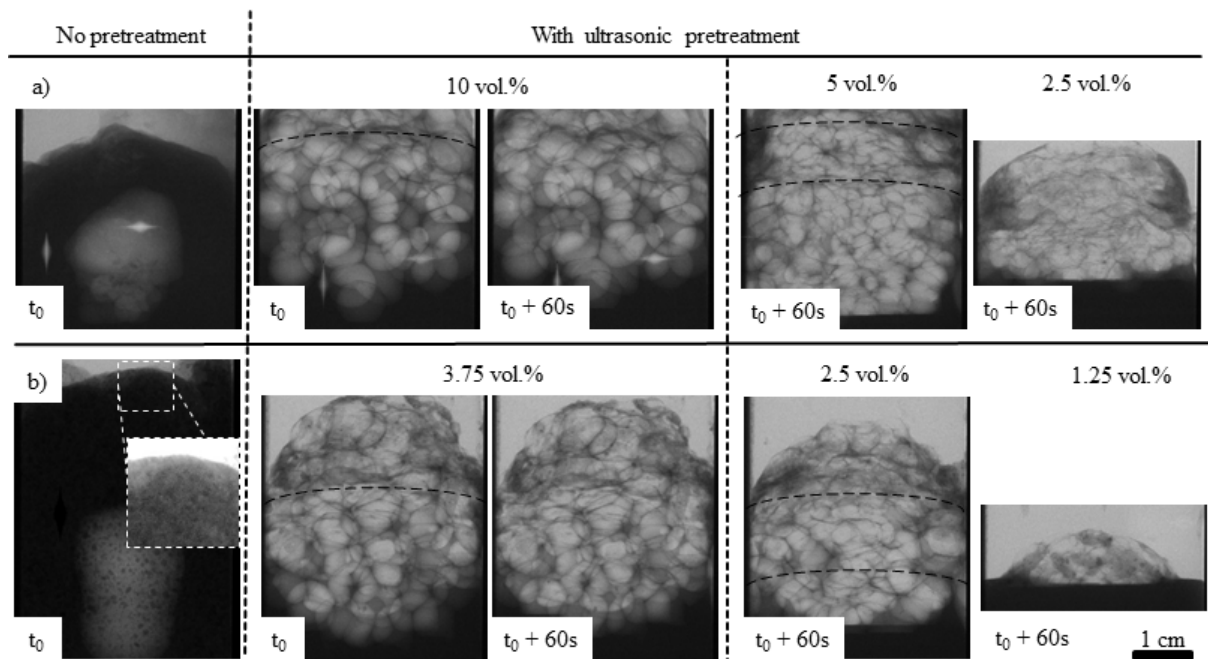 No pretreatment
With ultrasonic pretreatment
a)
10 vol.%
5 vol.%
2.5 vol.%
t0
t0
t0 + 60s
t0 + 60s
t0 + 60s
b)
3.75 vol.%
2.5 vol.%
1.25 vol.%
t0
t0
t0 + 60s
t0 + 60s
t0 + 60s
1 cm